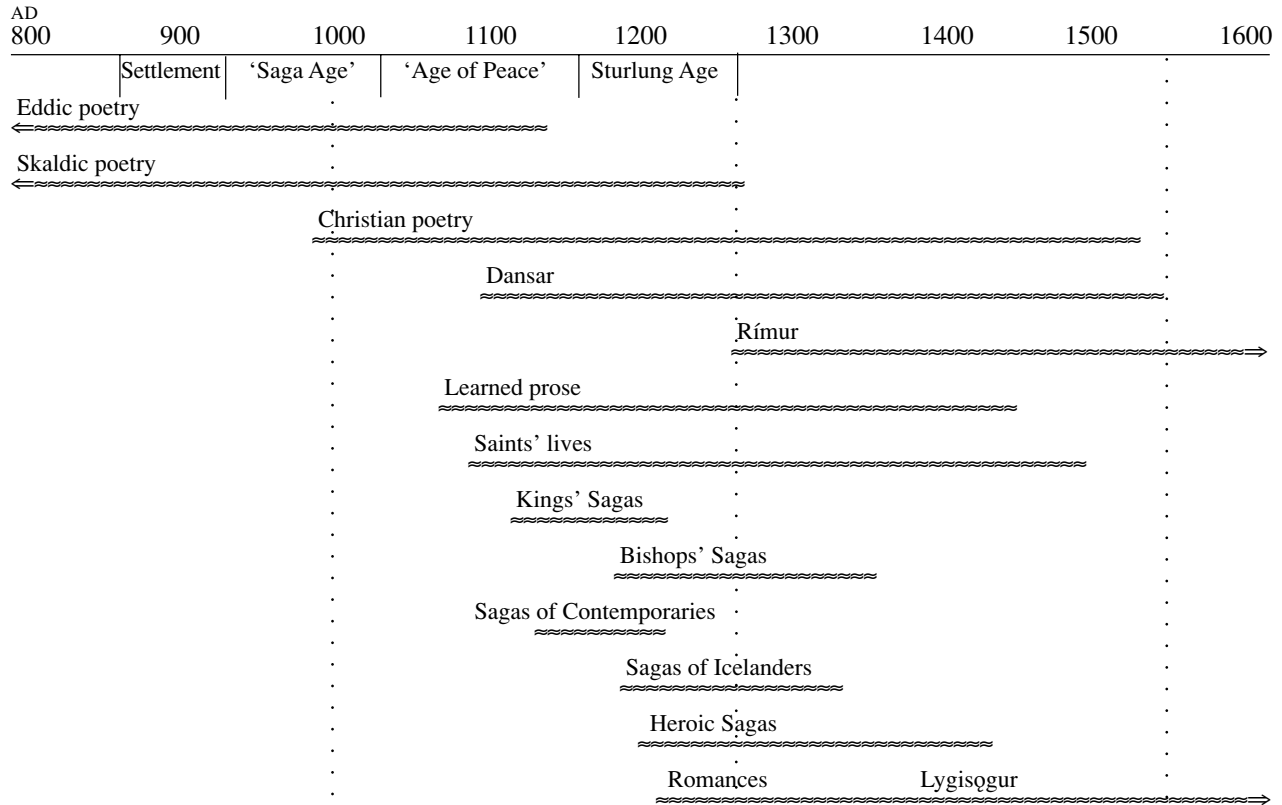 AD
800 900 1000 1100 1200 1300 1400 1500 1600
Settlement ‘Saga Age’ ‘Age of Peace’ Sturlung Age
Eddic poetry
Skaldic poetry
Christian poetry
Dansar
Rímur
Learned prose
Saints’ lives
Kings’ Sagas
Bishops’ Sagas
Sagas of Contemporaries
Sagas of Icelanders
Heroic Sagas
Romances Lygisǫgur